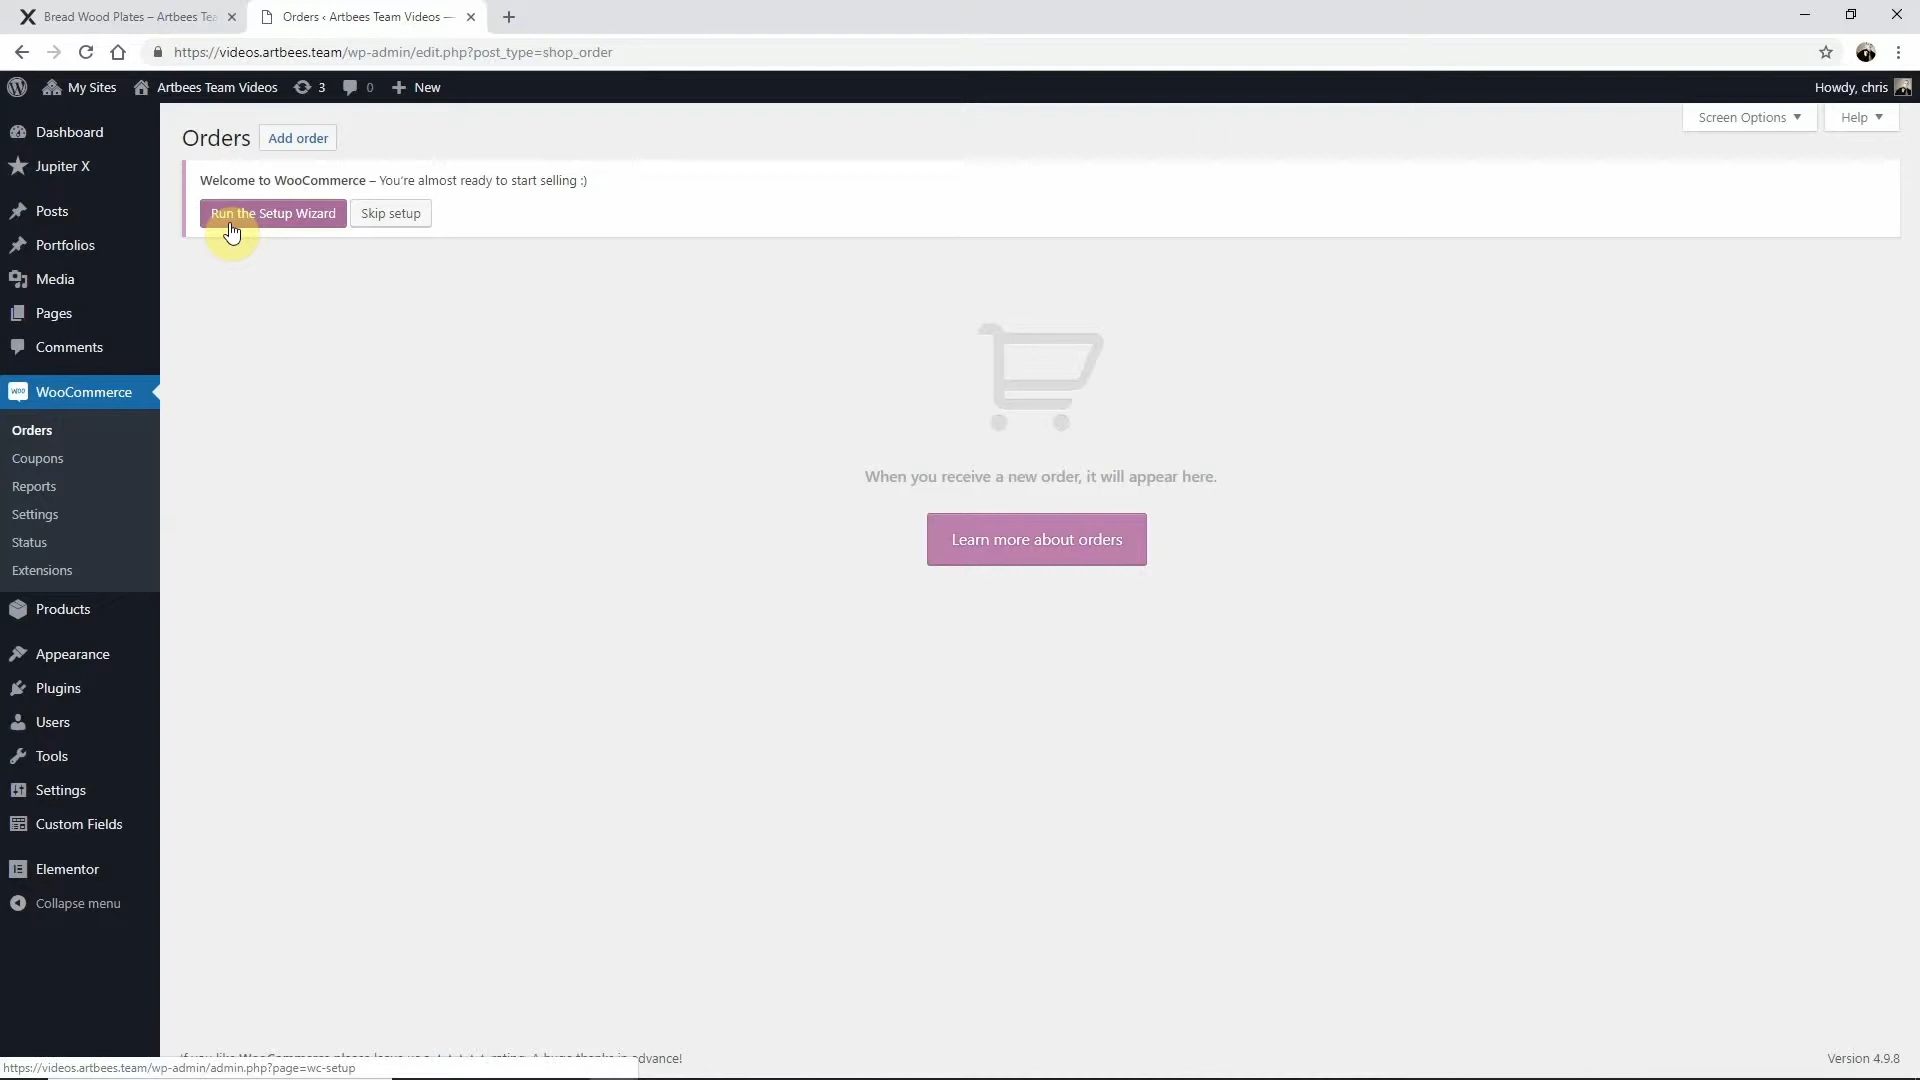 Bread Wood Plates – Artbees Tea
Orders ‹ Artbees Team Videos —
https://videos.artbees.team/wp-admin/edit.php?post_type=shop_order
My Sites
Artbees Team Videos
3
0
New
Howdy, chris
Dashboard
Jupiter X
Posts
Portfolios
Media
Pages
Comments
WooCommerce
Orders
Coupons
Reports
Settings
Status
Extensions
Products
Appearance
Plugins
Users
Tools
Settings
Custom Fields
Elementor
Collapse menu
Screen Options
Help
Orders
Add order
Welcome to WooCommerce – You're almost ready to start selling :)
Run the Setup Wizard
Skip setup
When you receive a new order, it will appear here.
Learn more about orders
advance!
Version 4.9.8
https://videos.artbees.team/wp-admin/admin.php?page=wc-setup